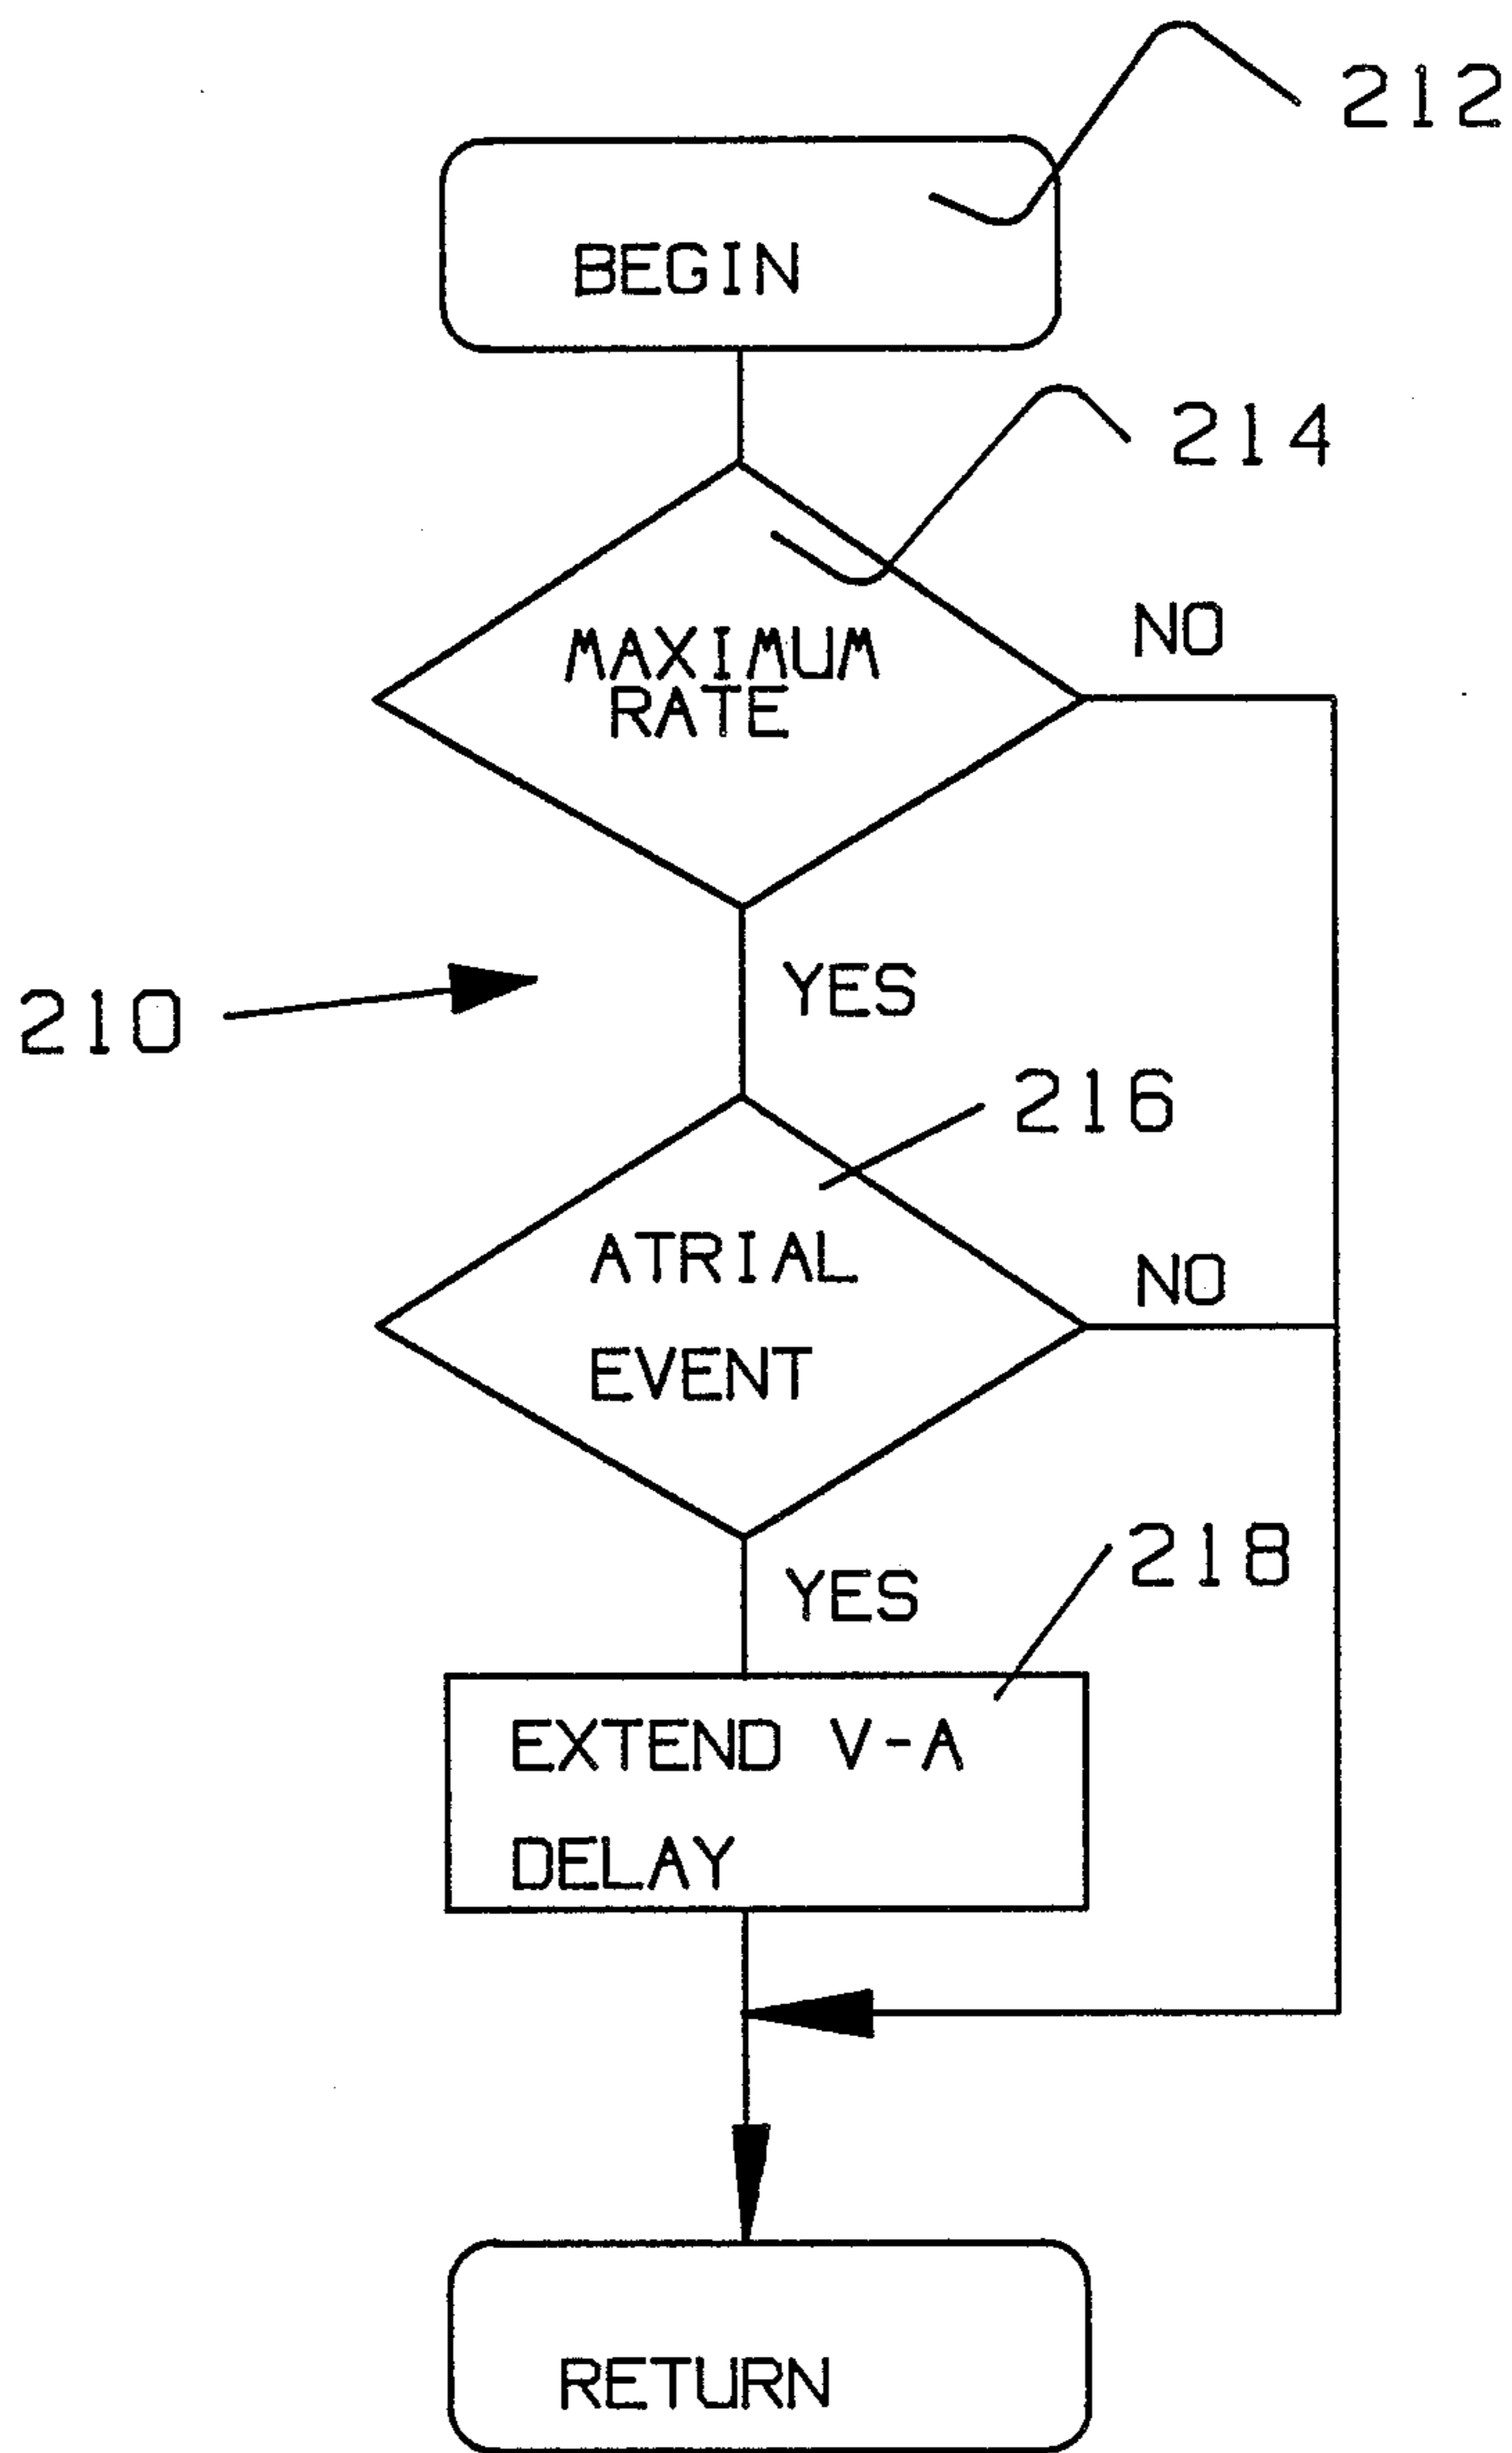 212
BEGIN
214
NO
MAXIMUM
RATE
YES
210
216
ATRIAL
NO
EVENT
218
YES
EXTEND V-A
DELAY
RETURN